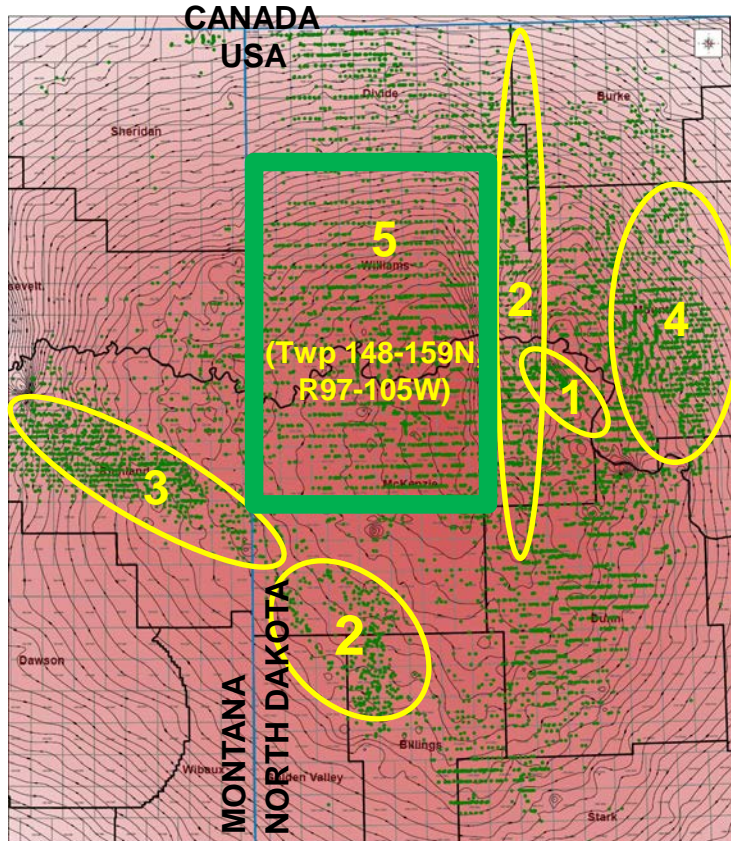 CANADA
USA
Divide
Burke
Sheridan
5
Williams
2
4
(Twp 148-159N,
R97-105W)
1
Richland
3
McKenzie
2
Dunn
Dawson
MONTANA
NORTH DAKOTA
Billings
Wibaux
Golden Valley
Stark